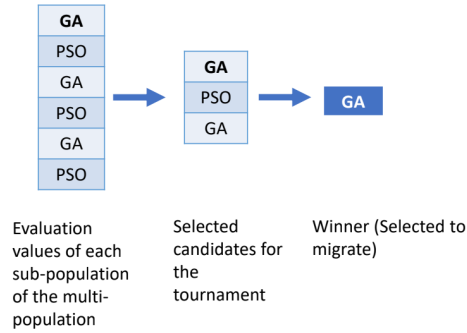 GA
PSO
GA
PSO
GA
PSO
GA
PSO
GA
GA
Evaluation
values of each
sub-population
of the multi-
population
Selected
candidates for
the
tournament
Winner (Selected to
migrate)